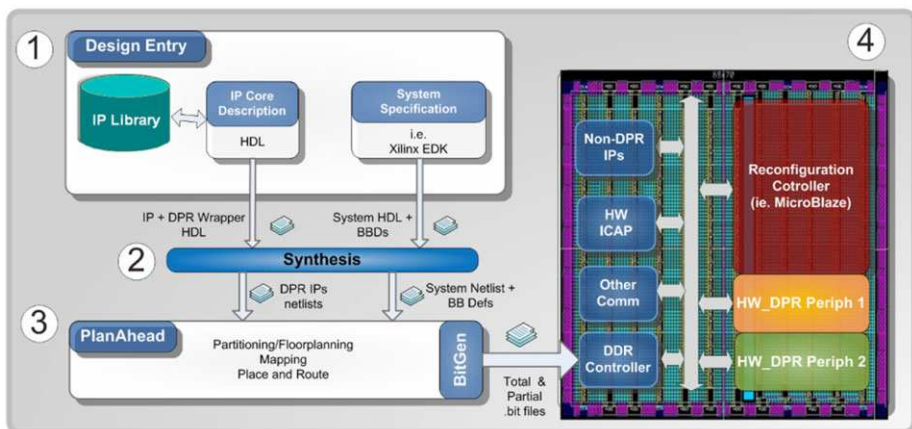 1
Design Entry
IP Library
IP Core
Description
HDL
System
Specification
i.e.
Xilinx EDK
IP + DPR Wrapper
HDL
System HDL +
BBDs
2
Synthesis
DPR IPs
netlists
System Netlist +
BB Defs
3
PlanAhead
Partitioning/Floorplanning
Mapping
Place and Route
BitGen
Total &
Partial
.bit files
4
Non-DPR
IPs
HW
ICAP
Other
Comm
DDR
Controller
Reconfiguration
Cotroller
(ie. MicroBlaze)
HW_DPR Periph 1
HW_DPR Periph 2